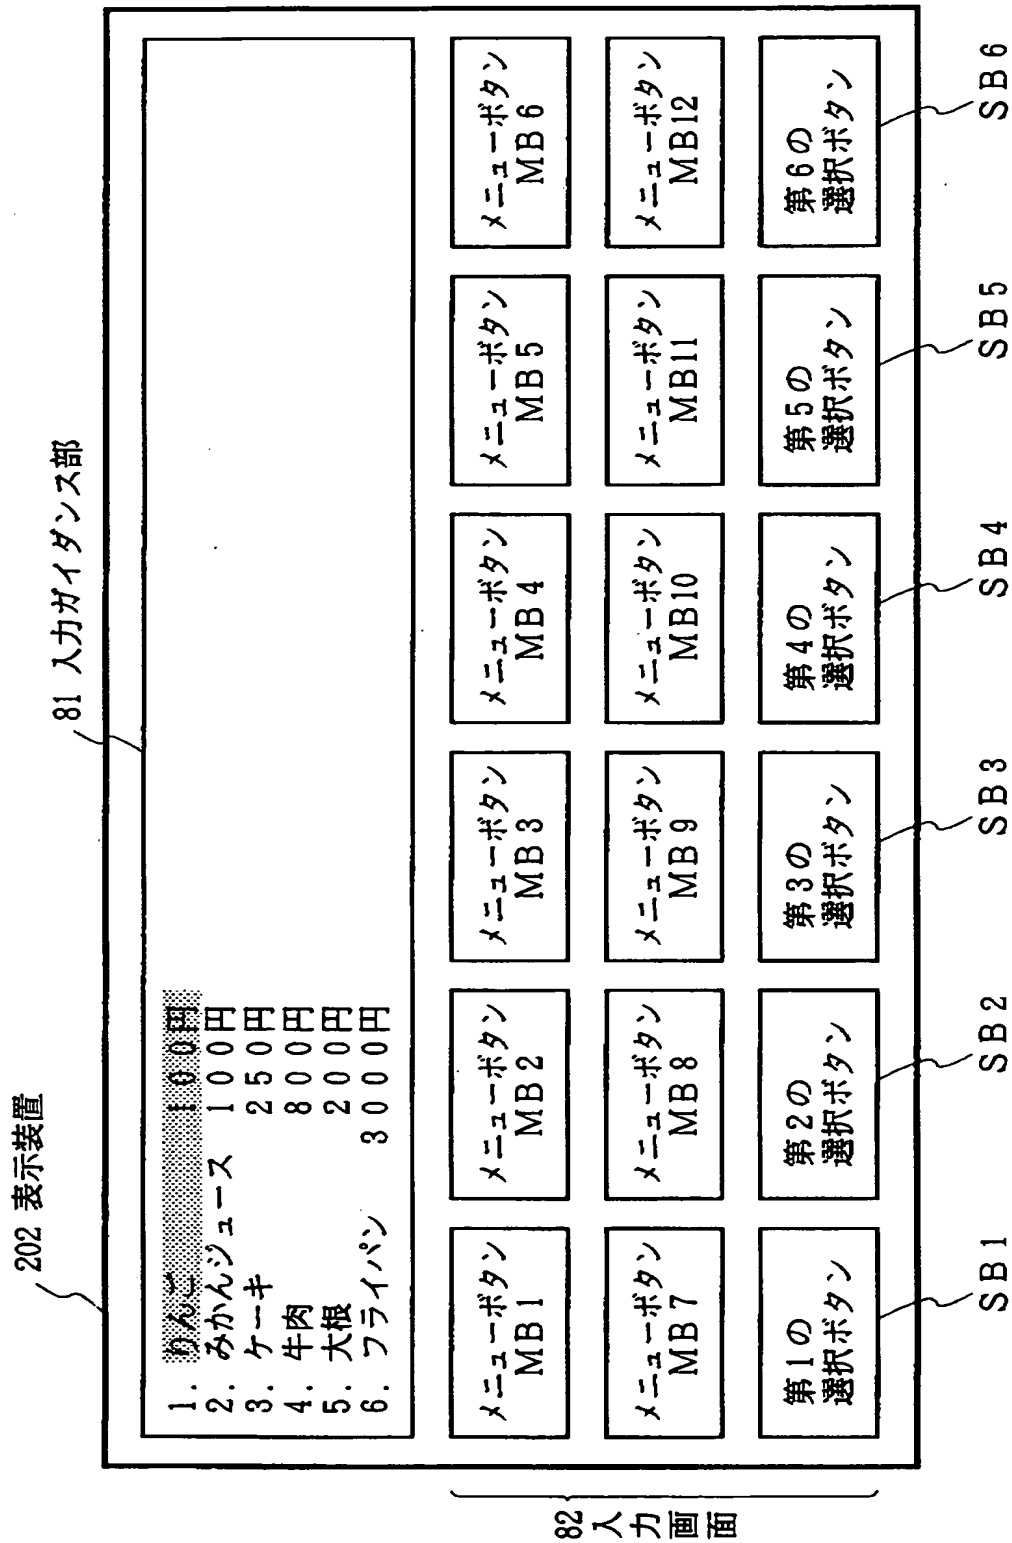 202 表示装置
81 入力ガイダンス部
1. りんご 100円
2. みかんジュース 100円
3. ケーキ 250円
4. 牛肉 800円
5. 大根 200円
6. フライパン 3000円
82 入力画面
メニューボタン
MB1
メニューボタン
MB2
メニューボタン
MB3
メニューボタン
MB4
メニューボタン
MB5
メニューボタン
MB6
メニューボタン
MB7
メニューボタン
MB8
メニューボタン
MB9
メニューボタン
MB10
メニューボタン
MB11
メニューボタン
MB12
第1の
選択ボタン
第2の
選択ボタン
第3の
選択ボタン
第4の
選択ボタン
第5の
選択ボタン
第6の
選択ボタン
SB1
SB2
SB3
SB4
SB5
SB6